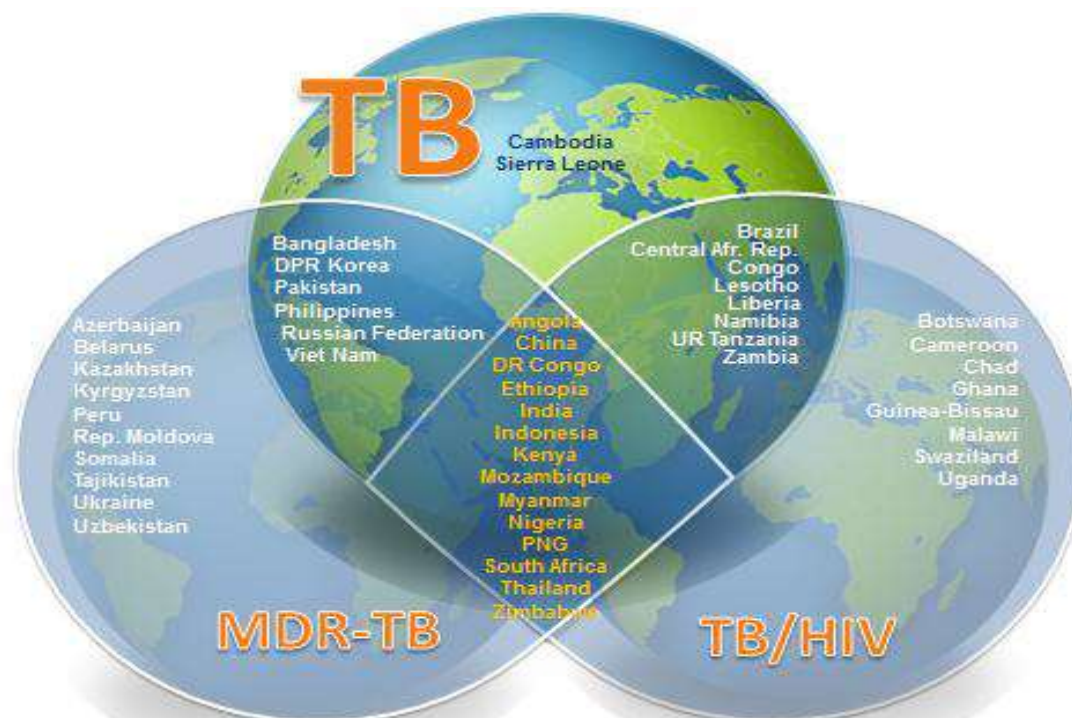 TB
Cambodia
Sierra Leone
Bangladesh
DPR Korea
Pakistan
Philippines
Russian Federation
Viet Nam
Brazil
Central Afr. Rep.
Congo
Lesotho
Liberia
Namibia
UR Tanzania
Zambia
Azerbaijan
Belarus
Kazakhstan
Kyrgyzstan
Peru
Rep. Moldova
Somalia
Tajikistan
Ukraine
Uzbekistan
Angola
China
DR Congo
Ethiopia
India
Indonesia
Kenya
Mozambique
Myanmar
Nigeria
PNG
South Africa
Thailand
Zimbabwe
Botswana
Cameroon
Chad
Ghana
Guinea-Bissau
Malawi
Swaziland
Uganda
MDR-TB
TB/HIV